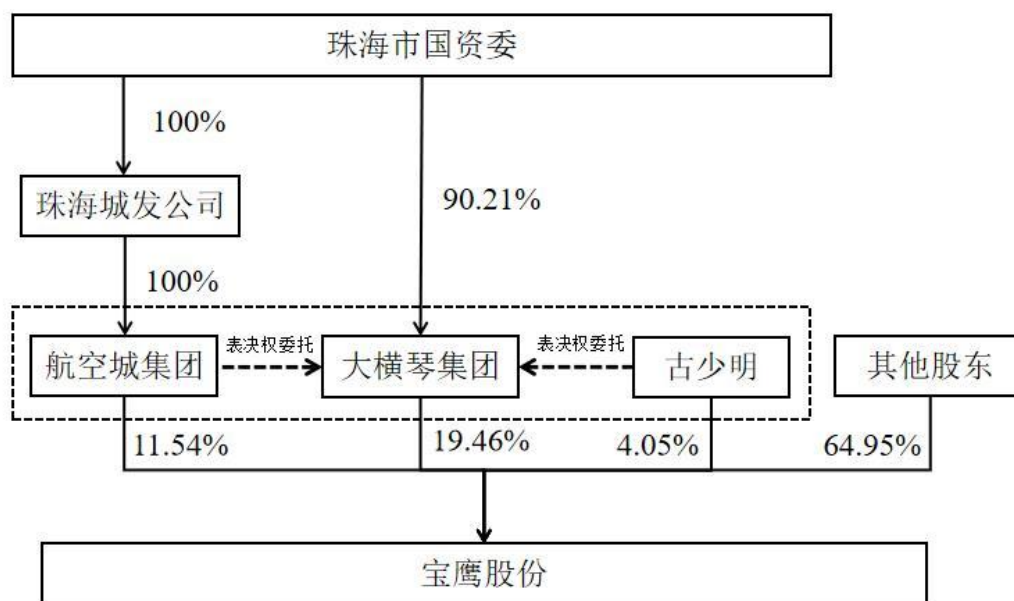 珠海市国资委
100%
珠海城发公司
90.21%
100%
航空城集团
表决权委托
大横琴集团
表决权委托
古少明
其他股东
11.54%
19.46%
4.05%
64.95%
宝鹰股份